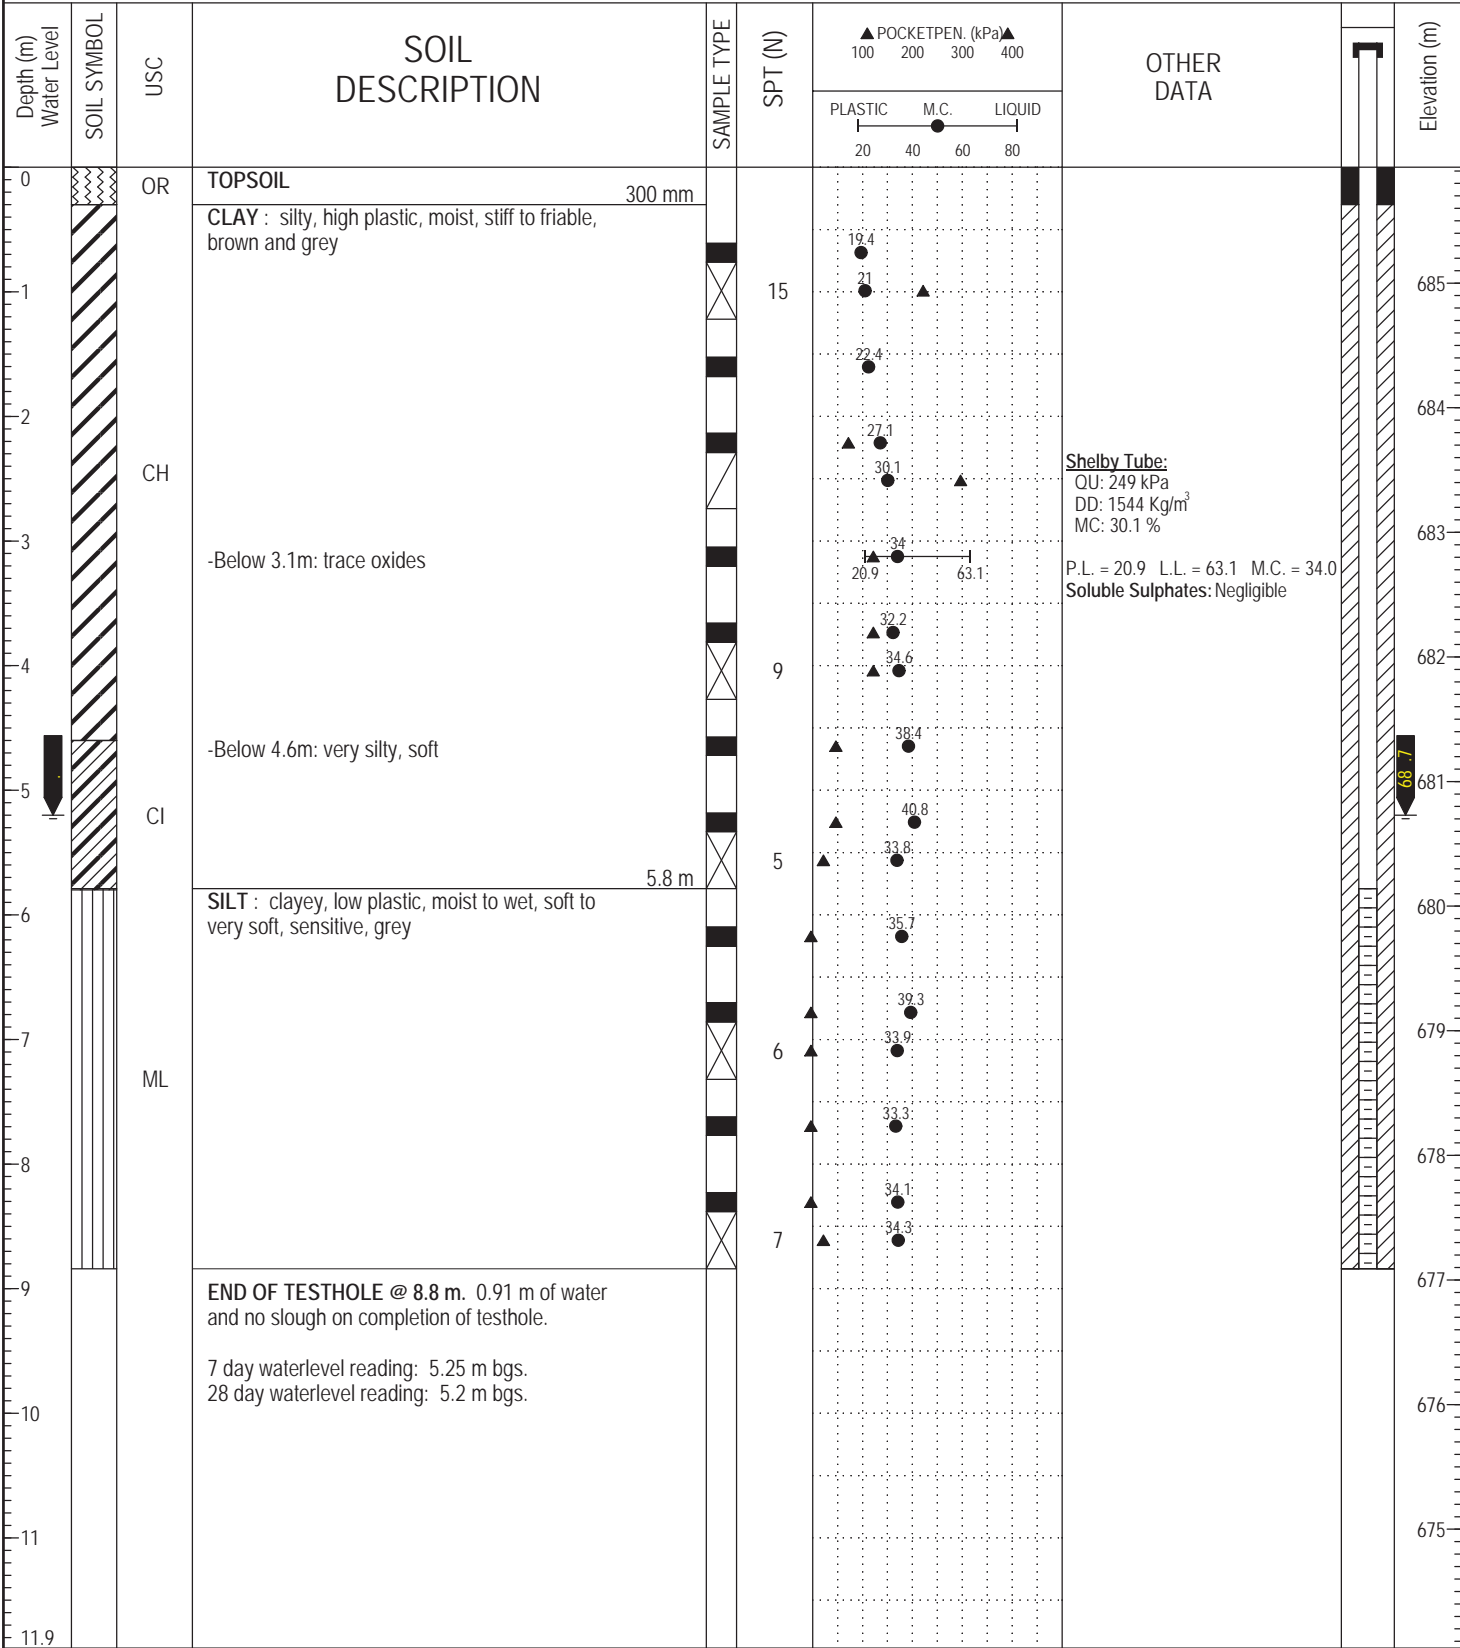 Depth (m)
Water Level
SOIL SYMBOL
USC
SOIL
DESCRIPTION
SAMPLE TYPE
SPT (N)
▲ POCKETPEN. (kPa)▲
100 200 300 400
PLASTIC M.C. LIQUID
20 40 60 80
OTHER
DATA
Elevation (m)
0
OR
TOPSOIL
300 mm
CLAY : silty, high plastic, moist, stiff to friable,
brown and grey
19.4
1
15
21
685
22.4
2
684
27.1
CH
30.1
Shelby Tube:
QU: 249 kPa
DD: 1544 Kg/m³
MC: 30.1 %
3
683
-Below 3.1m: trace oxides
34
20.9 63.1
P.L. = 20.9 L.L. = 63.1 M.C. = 34.0
Soluble Sulphates: Negligible
32.2
4
9
34.6
682
-Below 4.6m: very silty, soft
38.4
5
681
68 .7
CI
40.8
5
33.8
5.8 m
SILT : clayey, low plastic, moist to wet, soft to
very soft, sensitive, grey
6
680
35.7
39.3
7
6
33.9
679
ML
33.3
8
678
34.1
7
34.3
9
677
END OF TESTHOLE @ 8.8 m. 0.91 m of water
and no slough on completion of testhole.
7 day waterlevel reading: 5.25 m bgs.
28 day waterlevel reading: 5.2 m bgs.
10
676
11
675
11.9